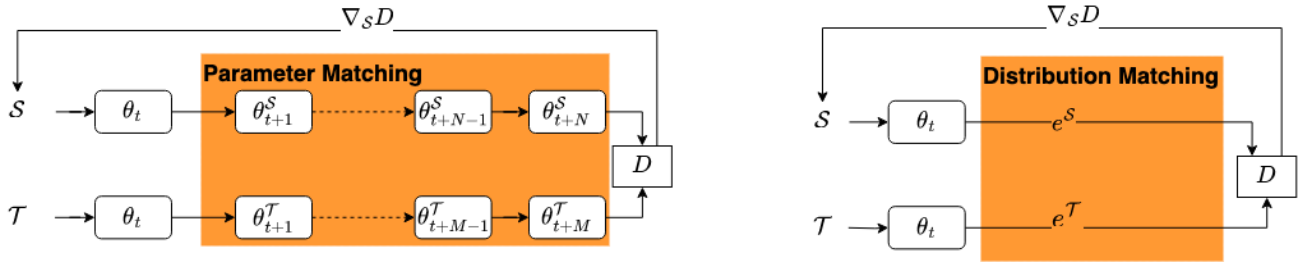 ∇_𝒮 D
Parameter Matching
𝒮 θ_t θ^𝒮_{t+1} θ^𝒮_{t+N−1} θ^𝒮_{t+N}
D
𝒯 θ_t θ^𝒯_{t+1} θ^𝒯_{t+M−1} θ^𝒯_{t+M}
∇_𝒮 D
Distribution Matching
𝒮 θ_t e^𝒮
D
𝒯 θ_t e^𝒯